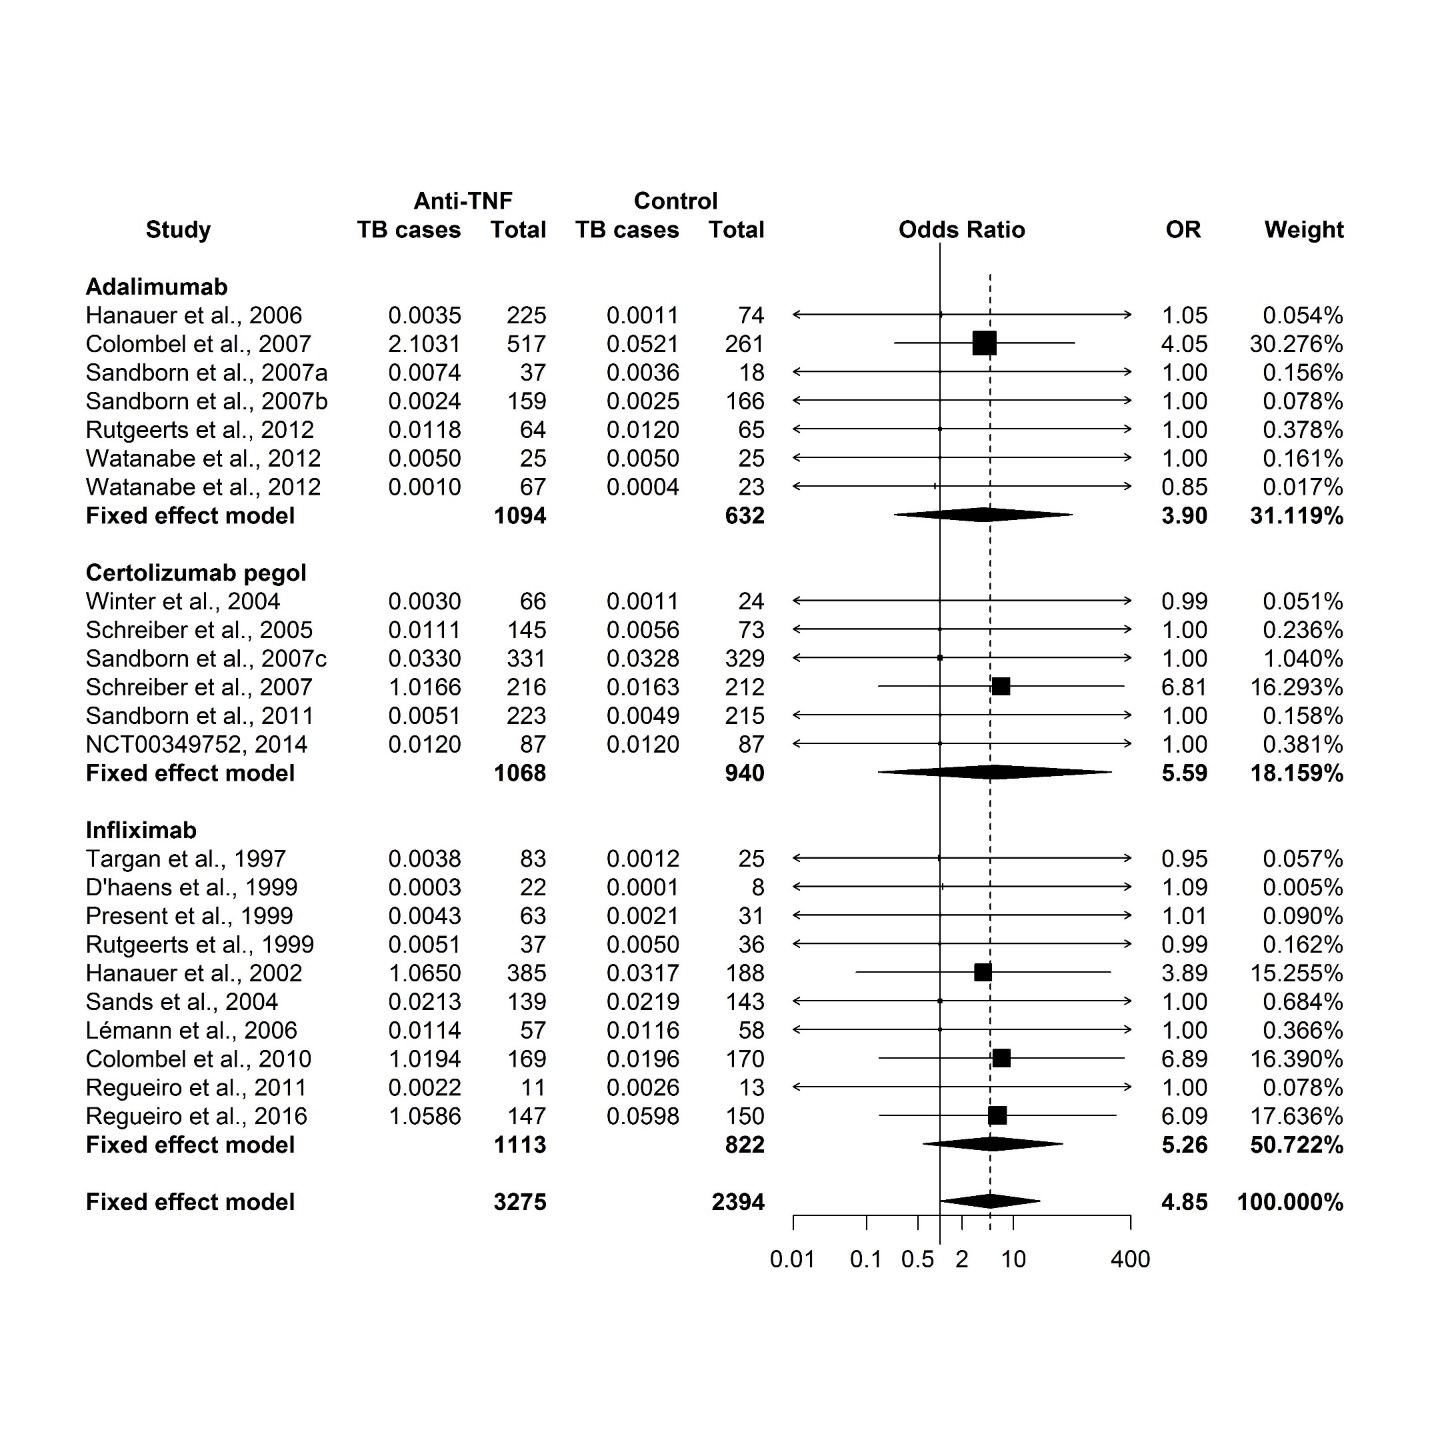 Anti-TNF Control
Study TB cases Total TB cases Total Odds Ratio OR Weight
Adalimumab
Hanauer et al., 2006 0.0035 225 0.0011 74 1.05 0.054%
Colombel et al., 2007 2.1031 517 0.0521 261 4.05 30.276%
Sandborn et al., 2007a 0.0074 37 0.0036 18 1.00 0.156%
Sandborn et al., 2007b 0.0024 159 0.0025 166 1.00 0.078%
Rutgeerts et al., 2012 0.0118 64 0.0120 65 1.00 0.378%
Watanabe et al., 2012 0.0050 25 0.0050 25 1.00 0.161%
Watanabe et al., 2012 0.0010 67 0.0004 23 0.85 0.017%
Fixed effect model 1094 632 3.90 31.119%
Certolizumab pegol
Winter et al., 2004 0.0030 66 0.0011 24 0.99 0.051%
Schreiber et al., 2005 0.0111 145 0.0056 73 1.00 0.236%
Sandborn et al., 2007c 0.0330 331 0.0328 329 1.00 1.040%
Schreiber et al., 2007 1.0166 216 0.0163 212 6.81 16.293%
Sandborn et al., 2011 0.0051 223 0.0049 215 1.00 0.158%
NCT00349752, 2014 0.0120 87 0.0120 87 1.00 0.381%
Fixed effect model 1068 940 5.59 18.159%
Infliximab
Targan et al., 1997 0.0038 83 0.0012 25 0.95 0.057%
D'haens et al., 1999 0.0003 22 0.0001 8 1.09 0.005%
Present et al., 1999 0.0043 63 0.0021 31 1.01 0.090%
Rutgeerts et al., 1999 0.0051 37 0.0050 36 0.99 0.162%
Hanauer et al., 2002 1.0650 385 0.0317 188 3.89 15.255%
Sands et al., 2004 0.0213 139 0.0219 143 1.00 0.684%
Lémann et al., 2006 0.0114 57 0.0116 58 1.00 0.366%
Colombel et al., 2010 1.0194 169 0.0196 170 6.89 16.390%
Regueiro et al., 2011 0.0022 11 0.0026 13 1.00 0.078%
Regueiro et al., 2016 1.0586 147 0.0598 150 6.09 17.636%
Fixed effect model 1113 822 5.26 50.722%
Fixed effect model 3275 2394 4.85 100.000%
0.01 0.1 0.5 2 10 400